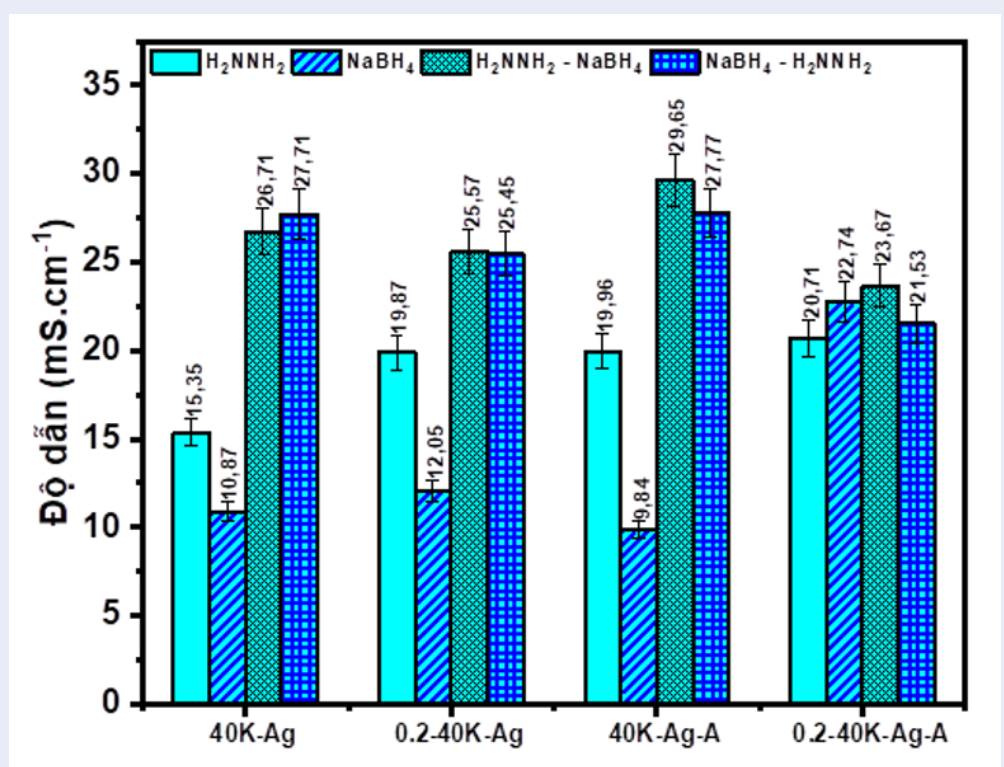 H₂NNH₂ NaBH₄ H₂NNH₂ - NaBH₄ NaBH₄ - H₂NNH₂
Độ dẫn (mS.cm⁻¹)
35
30
25
20
15
10
5
0
15,35 10,87 26,71 27,71
19,87 12,05 25,57 25,45
19,96 9,84 29,65 27,77
20,71 22,74 23,67 21,53
40K-Ag 0.2-40K-Ag 40K-Ag-A 0.2-40K-Ag-A